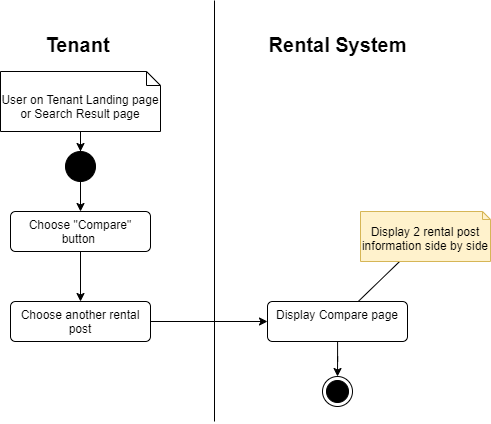 Tenant
Rental System
User on Tenant Landing page
or Search Result page
Choose "Compare"
button
Display 2 rental post
information side by side
Choose another rental
post
Display Compare page